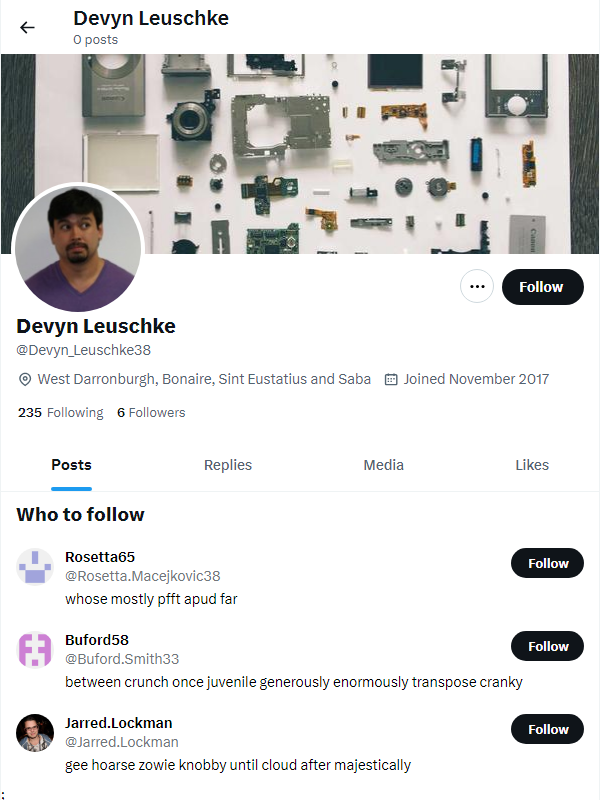 Devyn Leuschke
0 posts
Follow
Devyn Leuschke
@Devyn_Leuschke38
West Darronburgh, Bonaire, Sint Eustatius and Saba Joined November 2017
235 Following 6 Followers
Posts Replies Media Likes
Who to follow
Rosetta65
@Rosetta.Macejkovic38
Follow
whose mostly pfft apud far
Buford58
@Buford.Smith33
Follow
between crunch once juvenile generously enormously transpose cranky
Jarred.Lockman
@Jarred.Lockman
Follow
gee hoarse zowie knobby until cloud after majestically
;